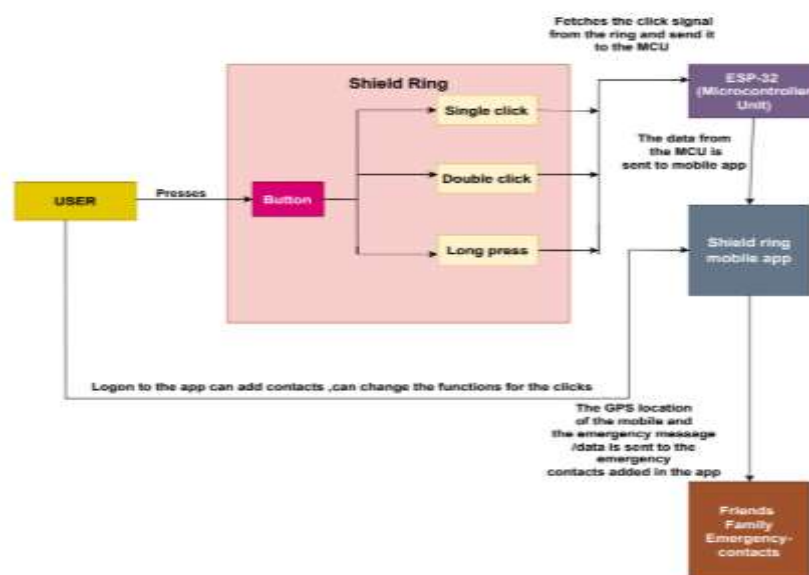 Fetches the click signal
from the ring and send it
to the MCU
Shield Ring
ESP-32
(Microcontroller
Unit)
Single click
The data from
the MCU is
sent to mobile app
Double click
USER
Presses
Button
Long press
Shield ring
mobile app
Logon to the app can add contacts ,can change the functions for the clicks
The GPS location
of the mobile and
the emergency message
/data is sent to the
emergency
contacts added in the app
Friends
Family
Emergency-
contacts